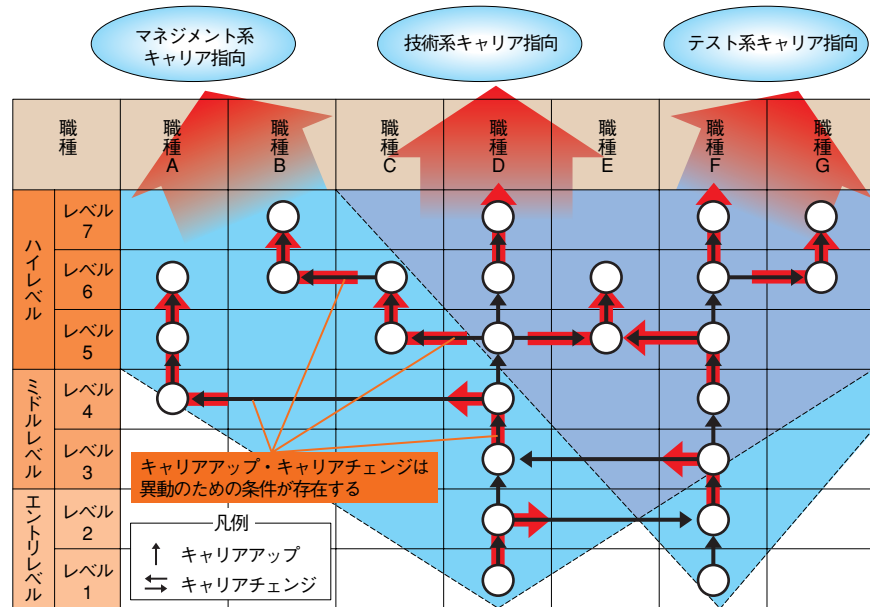 マネジメント系
キャリア指向
技術系キャリア指向
テスト系キャリア指向
職種
職種A
職種B
職種C
職種D
職種E
職種F
職種G
ハイレベル
レベル
7
レベル
6
レベル
5
ミドルレベル
レベル
4
レベル
3
エントリレベル
レベル
2
レベル
1
キャリアアップ・キャリアチェンジは
異動のための条件が存在する
凡例
キャリアアップ
キャリアチェンジ